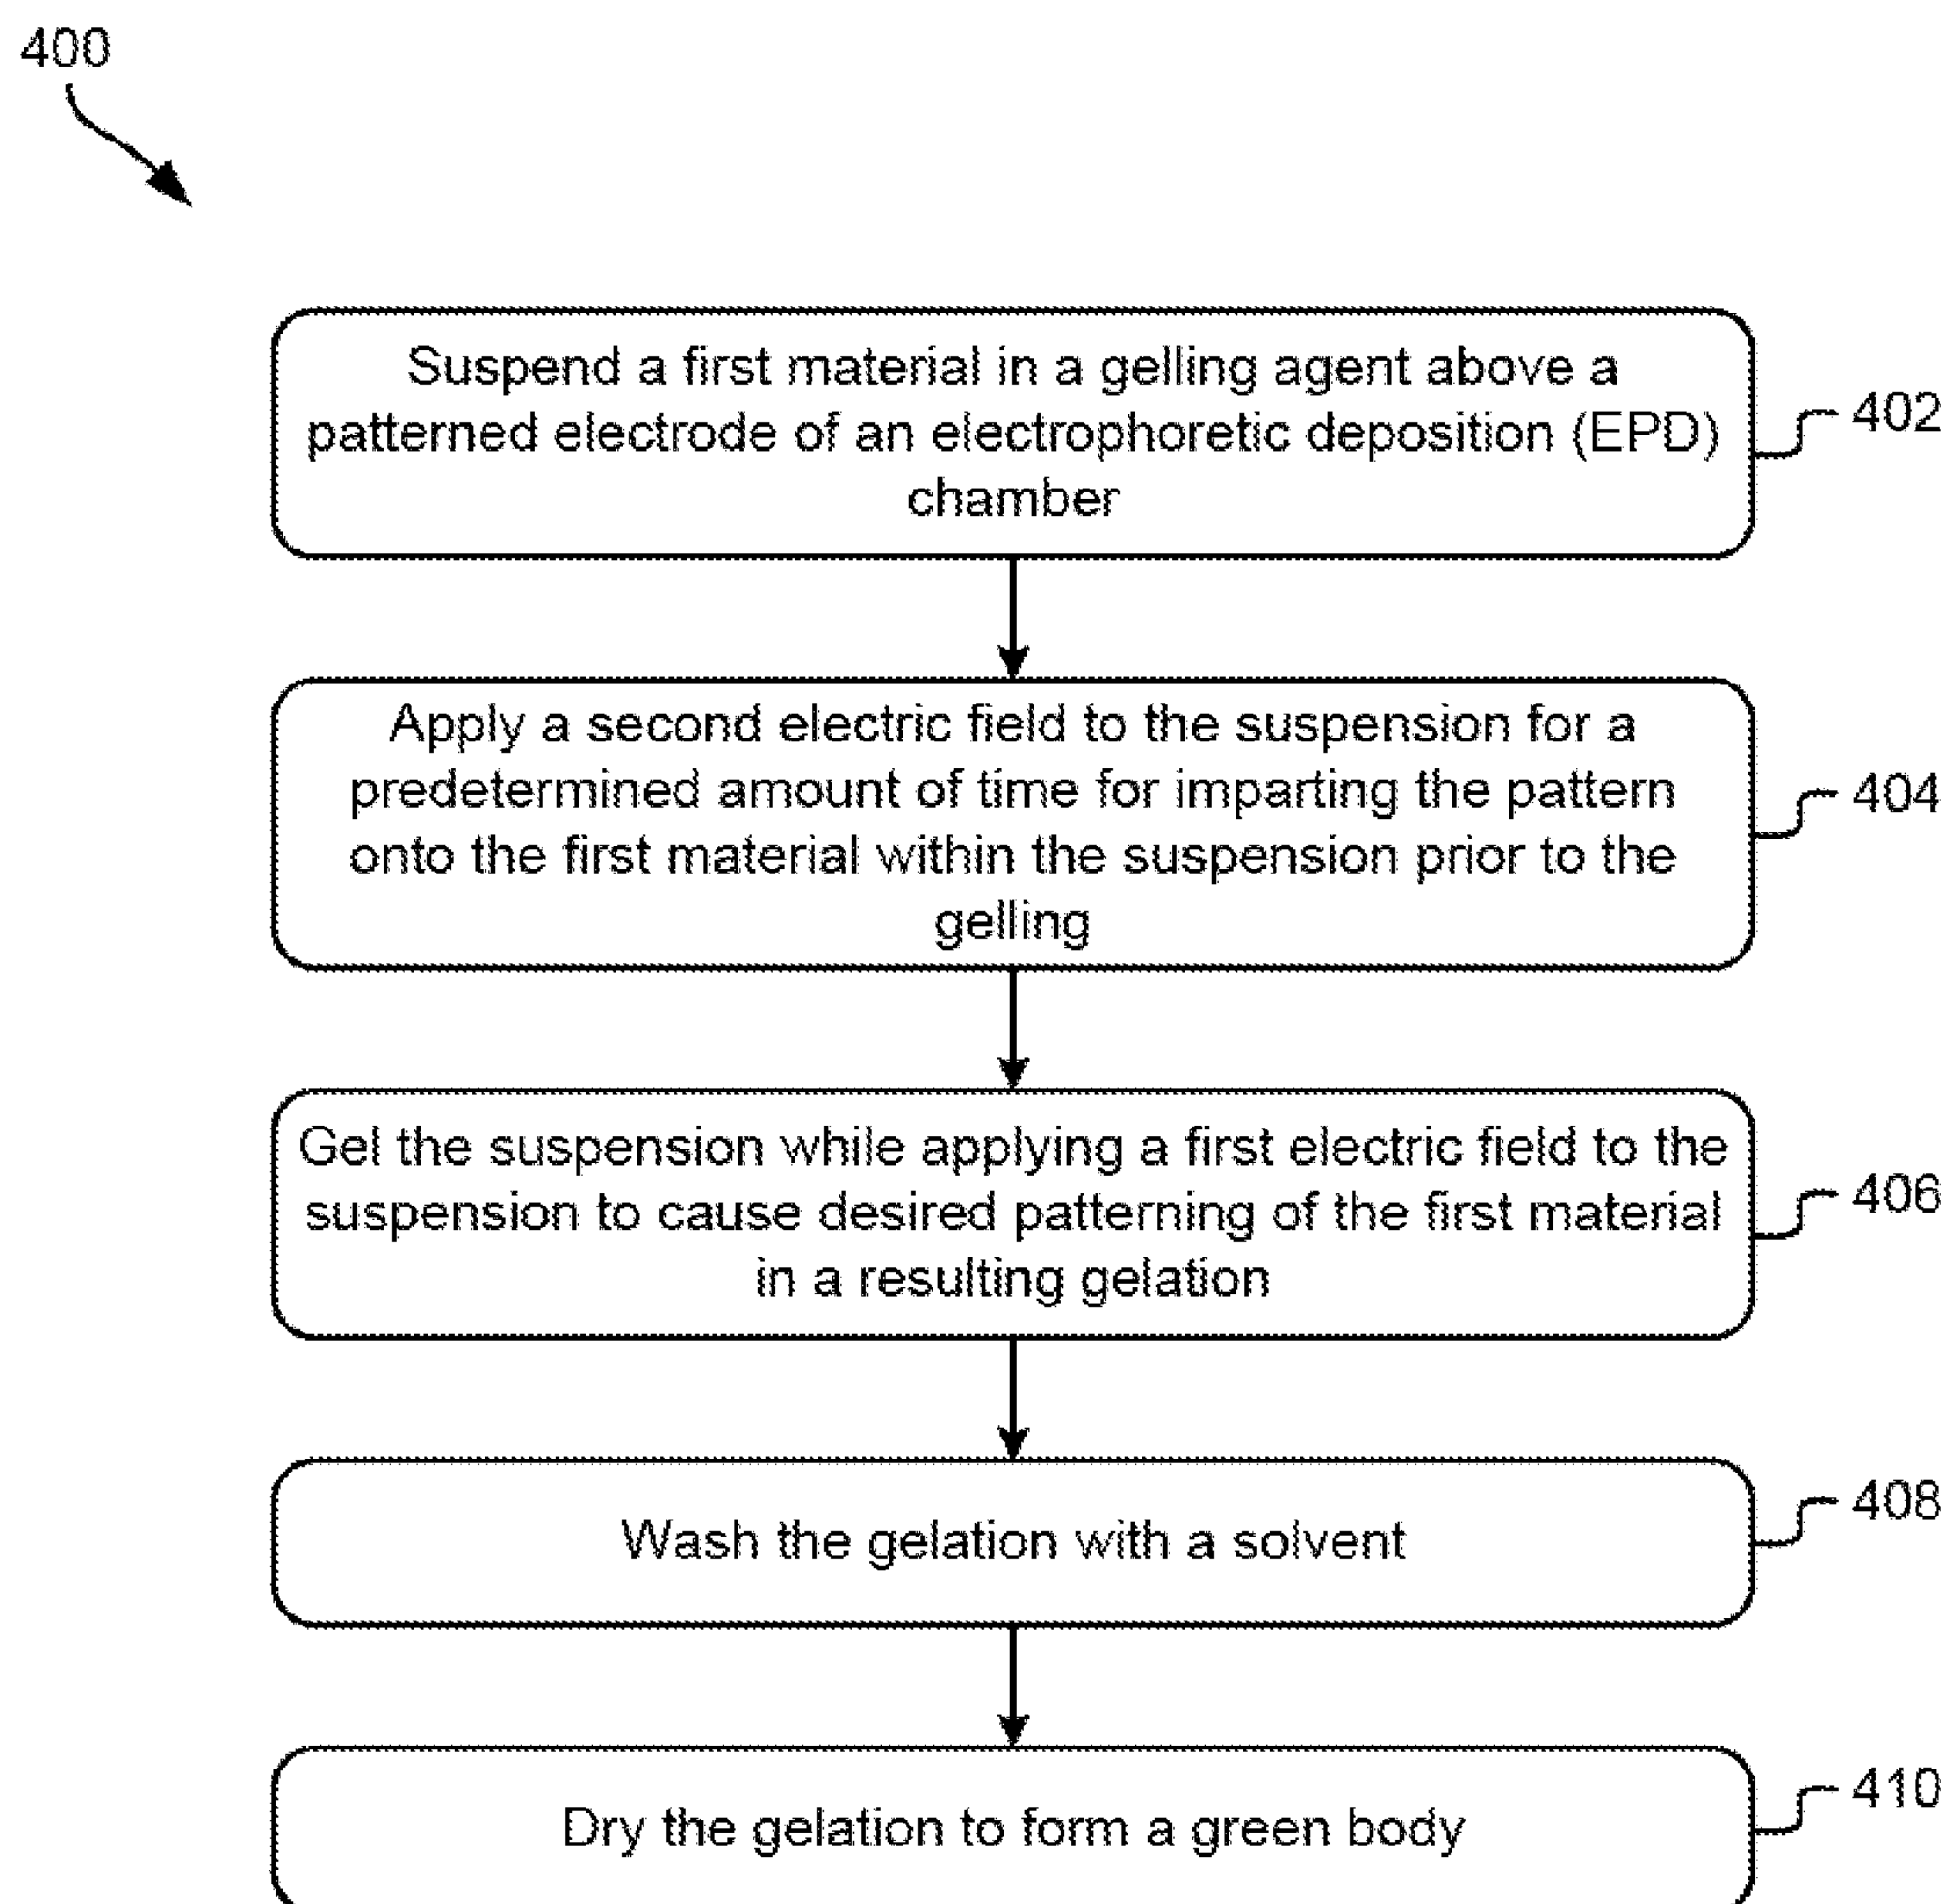 400
Suspend a first material in a gelling agent above a
patterned electrode of an electrophoretic deposition (EPD)
chamber
402
Apply a second electric field to the suspension for a
predetermined amount of time for imparting the pattern
onto the first material within the suspension prior to the
gelling
404
Gel the suspension while applying a first electric field to the
suspension to cause desired patterning of the first material
in a resulting gelation
406
Wash the gelation with a solvent
408
Dry the gelation to form a green body
410